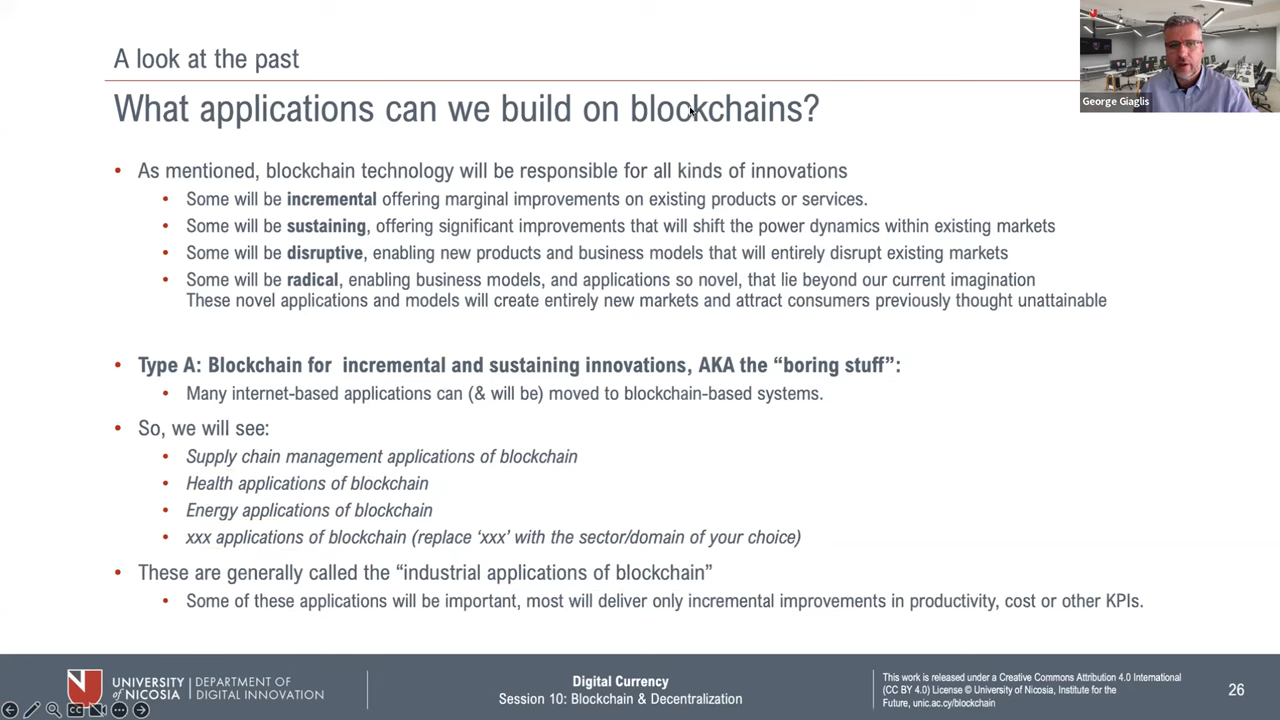 A look at the past
What applications can we build on blockchains?
George Giaglis
• As mentioned, blockchain technology will be responsible for all kinds of innovations
• Some will be incremental offering marginal improvements on existing products or services.
• Some will be sustaining, offering significant improvements that will shift the power dynamics within existing markets
• Some will be disruptive, enabling new products and business models that will entirely disrupt existing markets
• Some will be radical, enabling business models, and applications so novel, that lie beyond our current imagination
These novel applications and models will create entirely new markets and attract consumers previously thought unattainable
• Type A: Blockchain for incremental and sustaining innovations, AKA the “boring stuff”:
• Many internet-based applications can (& will be) moved to blockchain-based systems.
• So, we will see:
• Supply chain management applications of blockchain
• Health applications of blockchain
• Energy applications of blockchain
• xxx applications of blockchain (replace ‘xxx’ with the sector/domain of your choice)
• These are generally called the “industrial applications of blockchain”
• Some of these applications will be important, most will deliver only incremental improvements in productivity, cost or other KPIs.
UNIVERSITY
of NICOSIA
DEPARTMENT OF
DIGITAL INNOVATION
Digital Currency
Session 10: Blockchain & Decentralization
This work is released under a Creative Commons Attribution 4.0 International
(CC BY 4.0) License © University of Nicosia, Institute for the
Future, unic.ac.cy/blockchain
26
CC